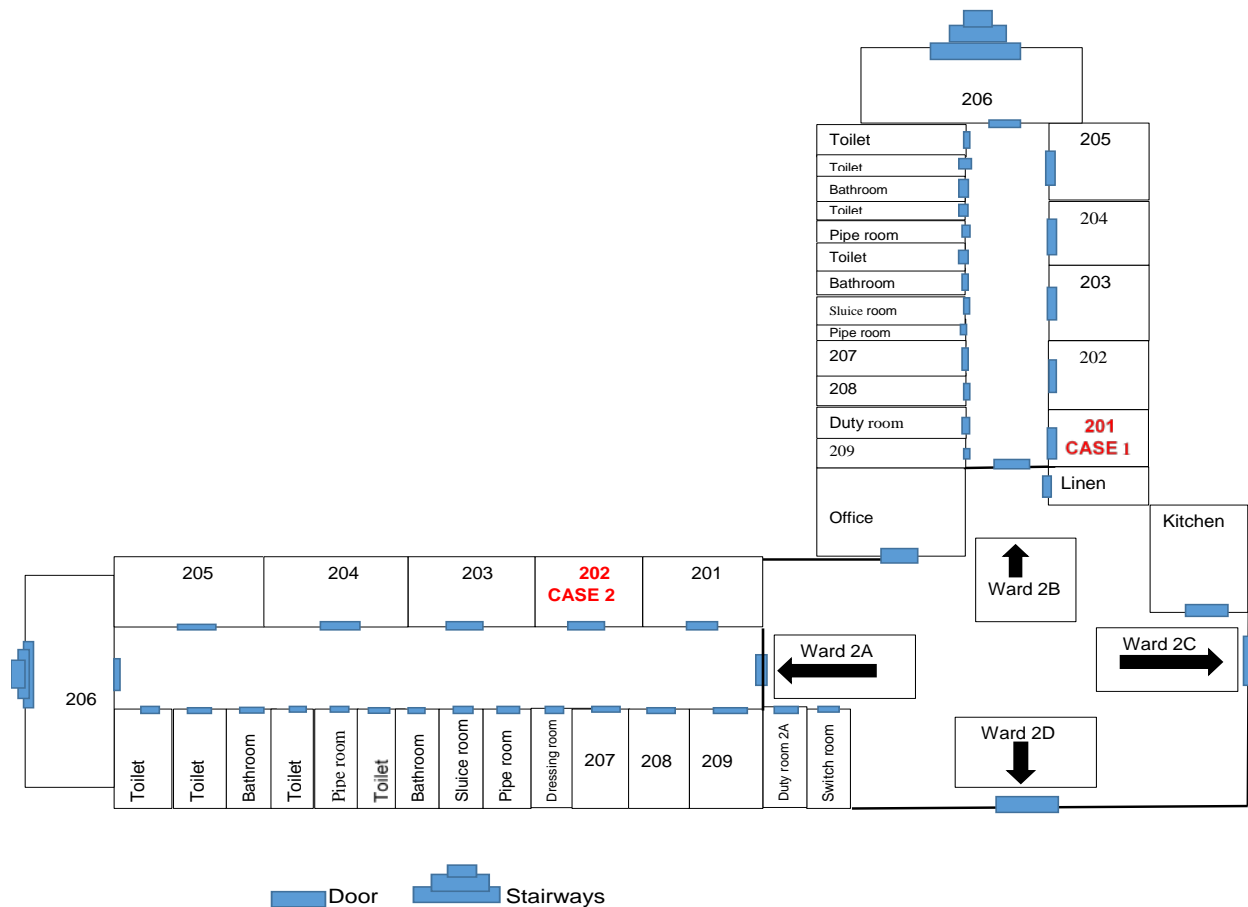 206
Toilet
205
Toilet
Bathroom
Toilet
204
Pipe room
Toilet
Bathroom
203
Sluice room
Pipe room
207
202
208
Duty room
201
CASE 1
209
Linen
Office
Kitchen
Ward 2B
205
204
203
202
CASE 2
201
Ward 2A
Ward 2C
206
Ward 2D
Toilet
Toilet
Bathroom
Toilet
Pipe room
Toilet
Bathroom
Sluice room
Pipe room
Dressing room
207
208
209
Duty room 2A
Switch room
Door
Stairways